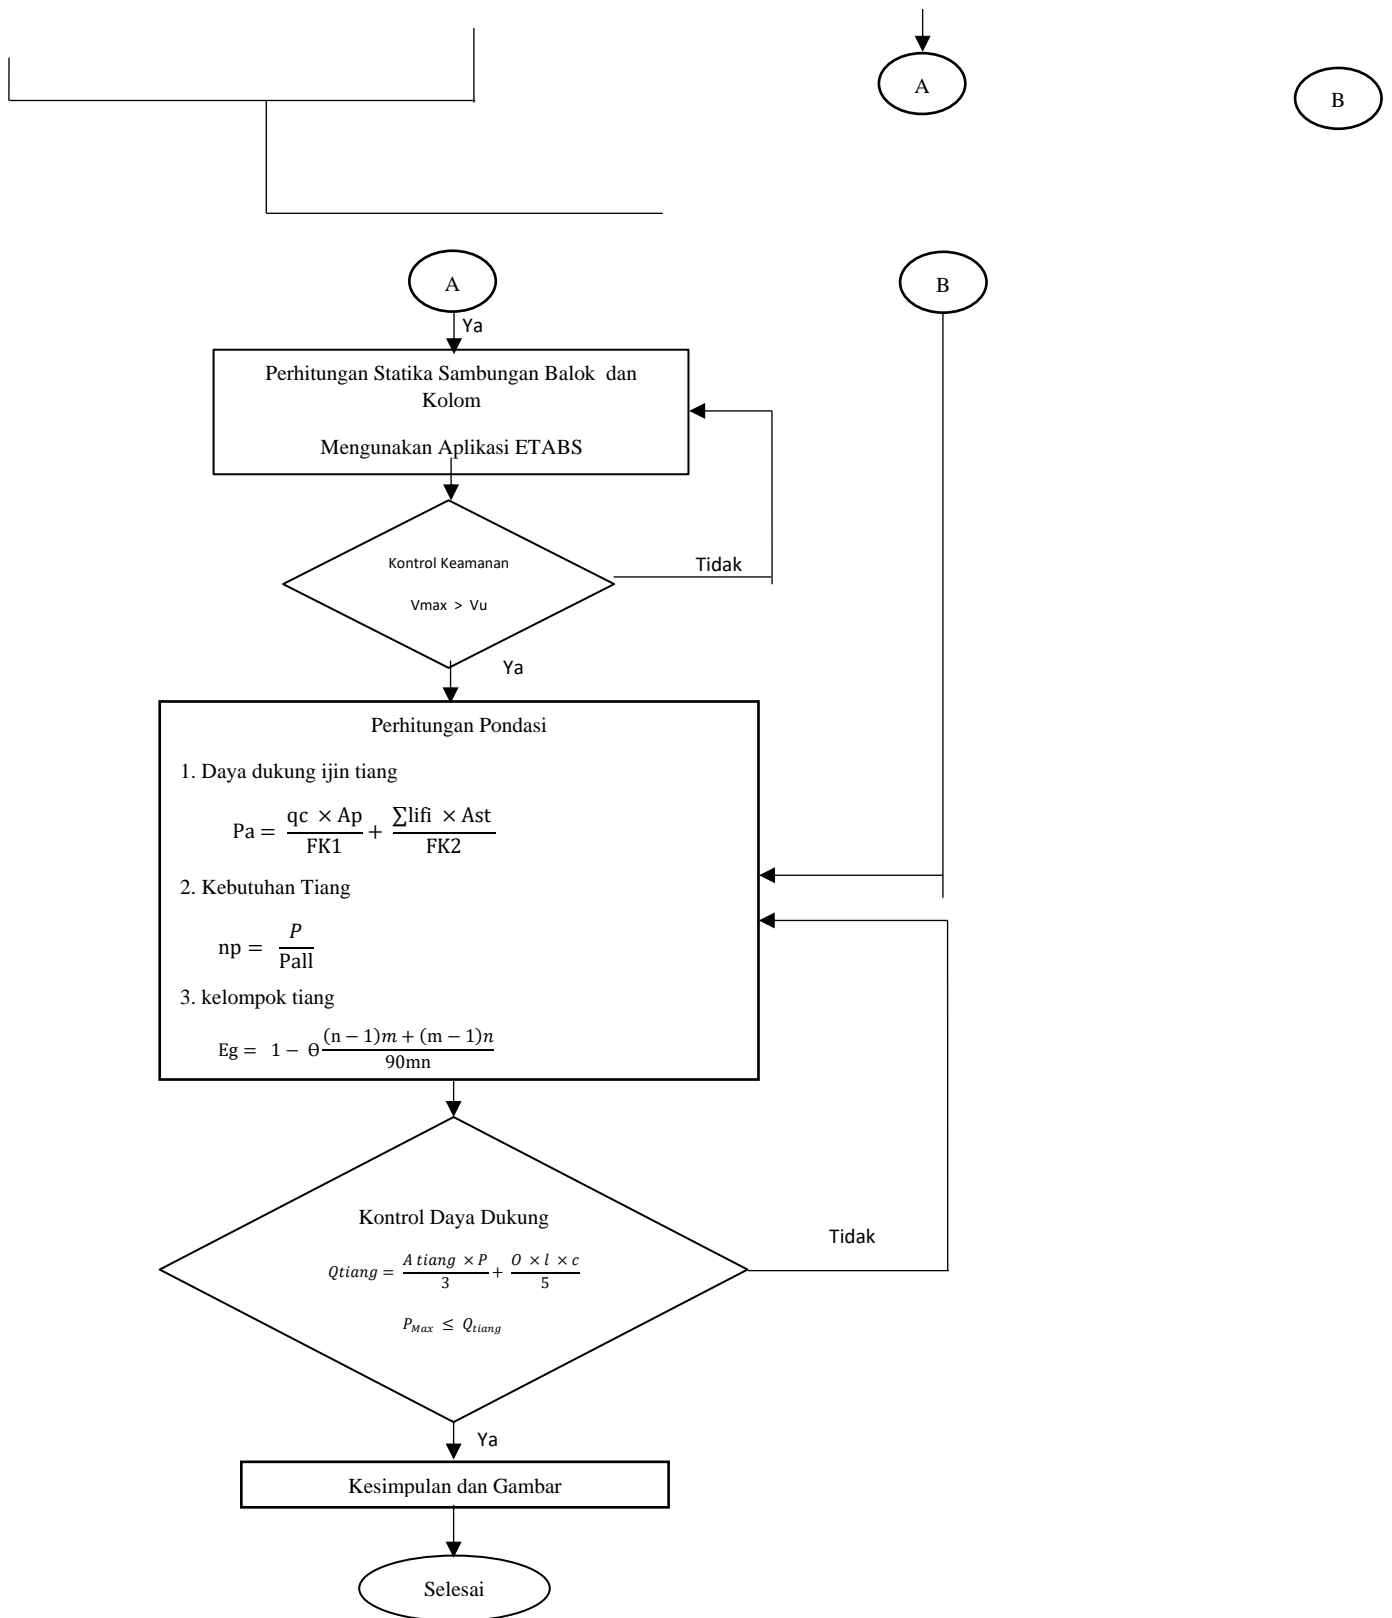 A
B
A
B
Ya
Perhitungan Statika Sambungan Balok dan
Kolom
Mengunakan Aplikasi ETABS
Kontrol Keamanan
Vmax > Vu
Tidak
Ya
Perhitungan Pondasi
1. Daya dukung ijin tiang
Pa = (qc × Ap)/FK1 + (∑lifi × Ast)/FK2
2. Kebutuhan Tiang
np = P/Pall
3. kelompok tiang
Eg = 1 − Ө ((n − 1)m + (m − 1)n)/90mn
Kontrol Daya Dukung
Qtiang = (A tiang × P)/3 + (O × l × c)/5
P_Max ≤ Q_tiang
Tidak
Ya
Kesimpulan dan Gambar
Selesai